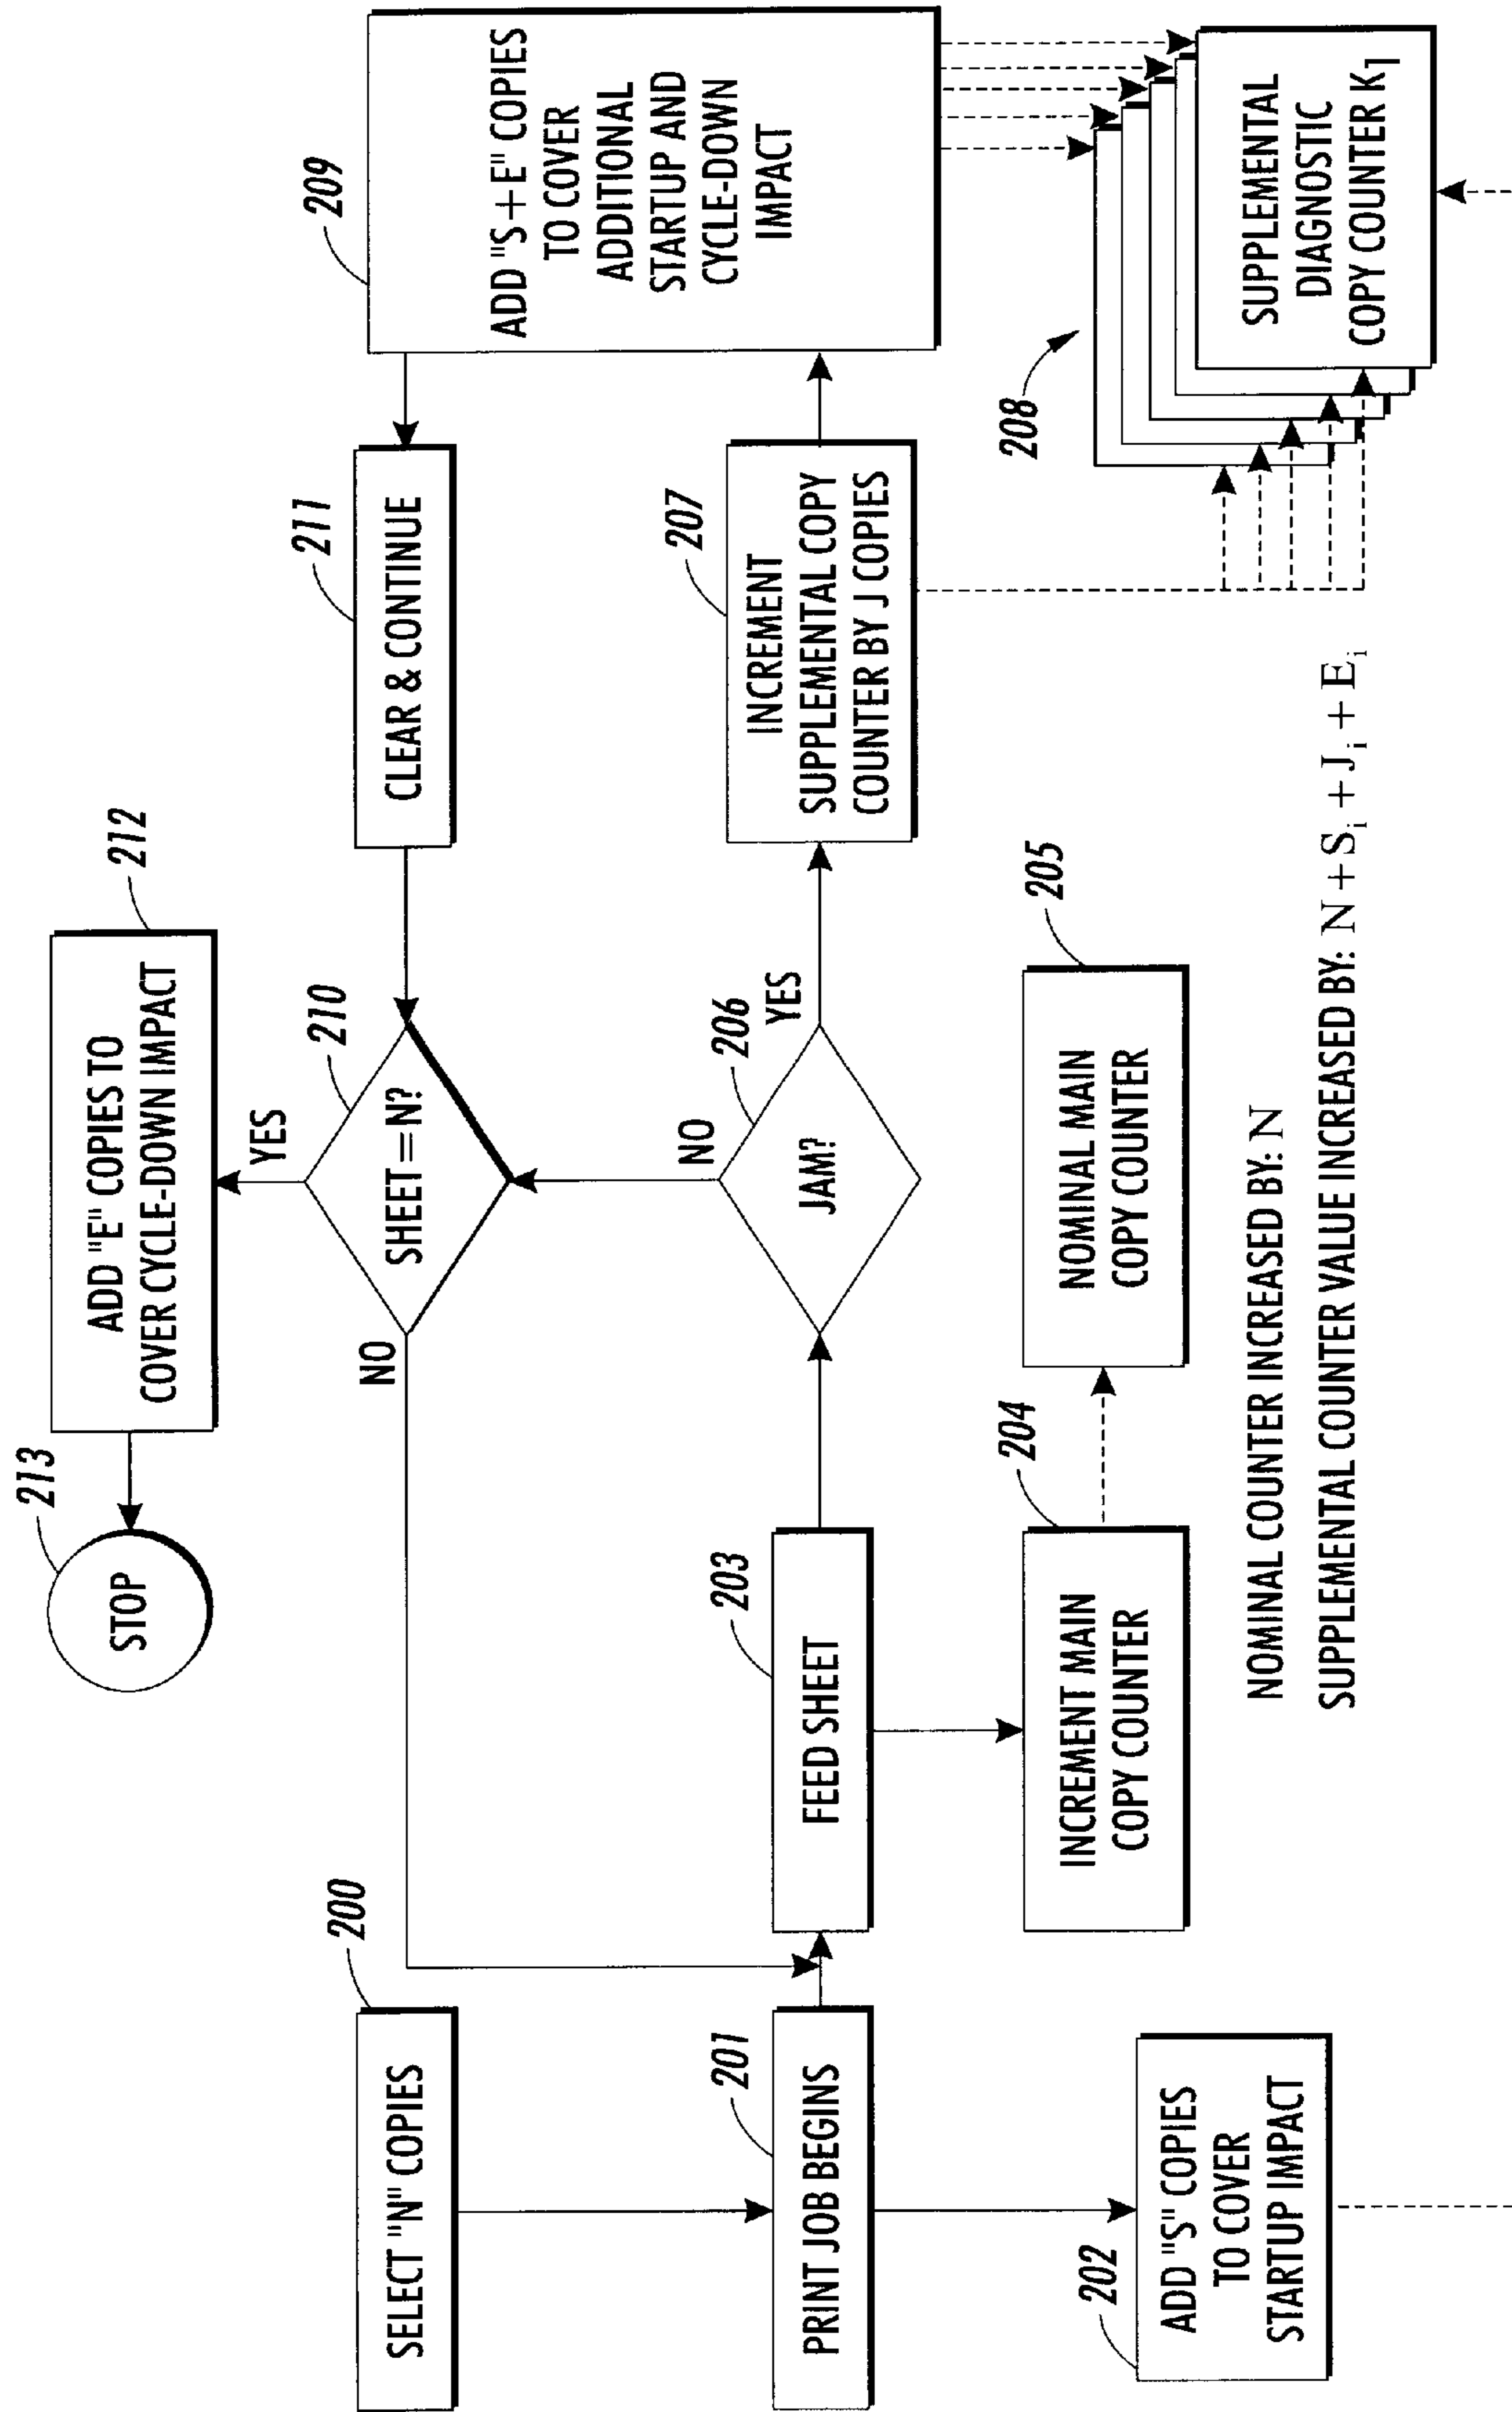 213
STOP
212
ADD "E" COPIES TO
COVER CYCLE-DOWN IMPACT
YES
200
SELECT "N" COPIES
NO
210
SHEET=N?
211
CLEAR & CONTINUE
209
ADD "S+E" COPIES
TO COVER
ADDITIONAL
STARTUP AND
CYCLE-DOWN
IMPACT
NO
201
PRINT JOB BEGINS
203
FEED SHEET
206
JAM?
YES
207
INCREMENT
SUPPLEMENTAL COPY
COUNTER BY J COPIES
202
ADD "S" COPIES
TO COVER
STARTUP IMPACT
204
INCREMENT MAIN
COPY COUNTER
205
NOMINAL MAIN
COPY COUNTER
208
SUPPLEMENTAL
DIAGNOSTIC
COPY COUNTER K]
NOMINAL COUNTER INCREASED BY: N
SUPPLEMENTAL COUNTER VALUE INCREASED BY: N+Si+Ji+Ei